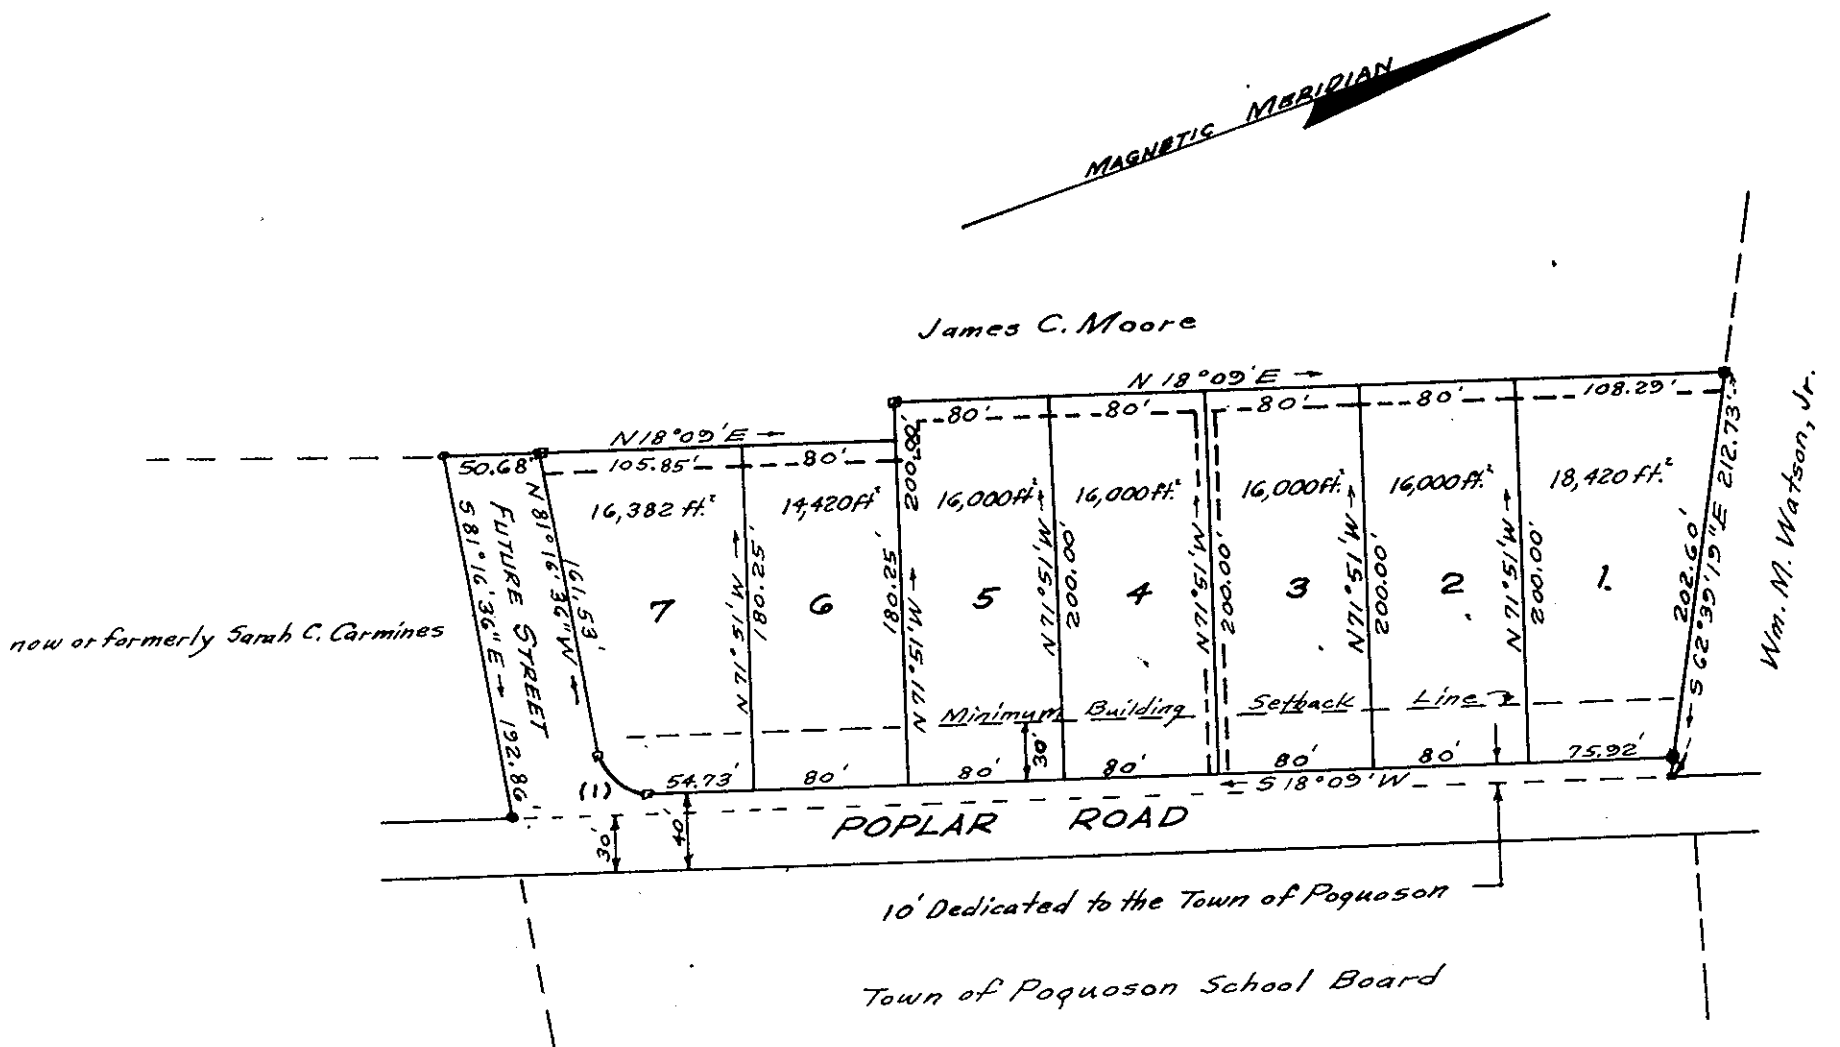 MAGNETIC MERIDIAN
James C. Moore
N 18°09'E →
80' 80' 80' 80' 108.29'
N 18°09'E →
50.68' 105.85' 80'
200.00'
16,382 ft.² 14,420 ft² 16,000 ft² 16,000 ft.² 16,000 ft.² 16,000 ft.² 18,420 ft.²
7 6 5 4 3 2 1.
S 81°16'36"E → 192.86'
FUTURE STREET
N 81°16'36"W →
161.53'
N 71°51'W →
180.25'
N 71°51'W →
180.25'
N 71°51'W →
200.00'
N 71°51'W →
200.00'
N 71°51'W →
200.00'
N 71°51'W →
200.00'
202.60'
S 62°39'19"E 212.73'
Wm. M. Watson, Jr.
now or formerly Sarah C. Carmines
Minimum Building Setback Line
30'
(1) 54.73' 80' 80' 80' 80' 80' 75.92'
← S 18°09'W
30' 40'
POPLAR ROAD
10' Dedicated to the Town of Poquoson
Town of Poquoson School Board